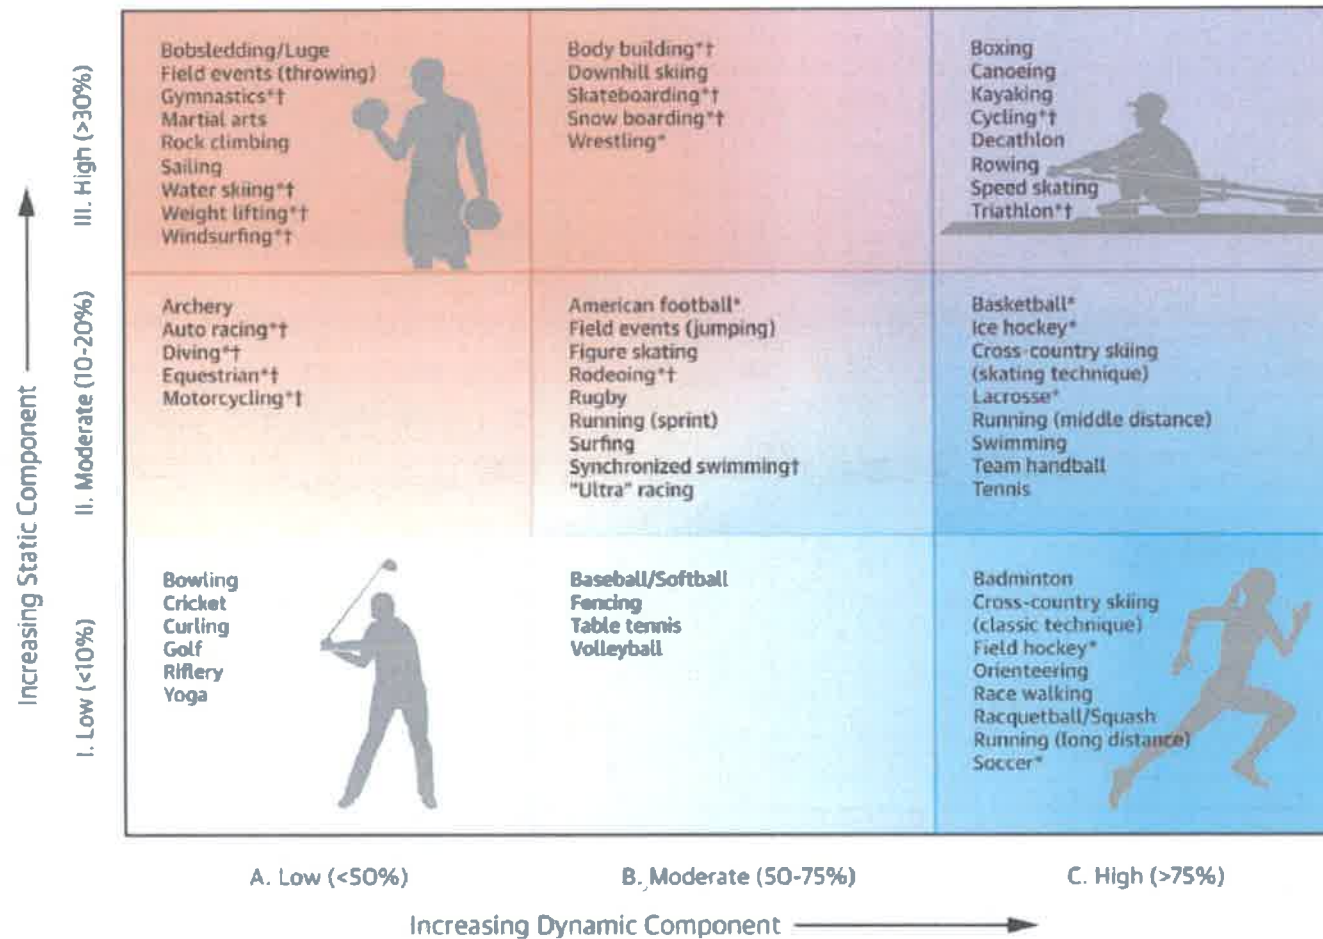 Increasing Static Component
III. High (>30%)
Bobsledding/Luge
Field events (throwing)
Gymnastics*†
Martial arts
Rock climbing
Sailing
Water skiing*†
Weight lifting*†
Windsurfing*†
Body building*†
Downhill skiing
Skateboarding*†
Snow boarding*†
Wrestling*
Boxing
Canoeing
Kayaking
Cycling*†
Decathlon
Rowing
Speed skating
Triathlon*†
II. Moderate (10-20%)
Archery
Auto racing*†
Diving*†
Equestrian*†
Motorcycling*†
American football*
Field events (jumping)
Figure skating
Rodeoing*†
Rugby
Running (sprint)
Surfing
Synchronized swimming†
"Ultra" racing
Basketball*
Ice hockey*
Cross-country skiing
(skating technique)
Lacrosse*
Running (middle distance)
Swimming
Team handball
Tennis
I. Low (<10%)
Bowling
Cricket
Curling
Golf
Riflery
Yoga
Baseball/Softball
Fencing
Table tennis
Volleyball
Badminton
Cross-country skiing
(classic technique)
Field hockey*
Orienteering
Race walking
Racquetball/Squash
Running (long distance)
Soccer*
A. Low (<50%)
B. Moderate (50-75%)
C. High (>75%)
Increasing Dynamic Component